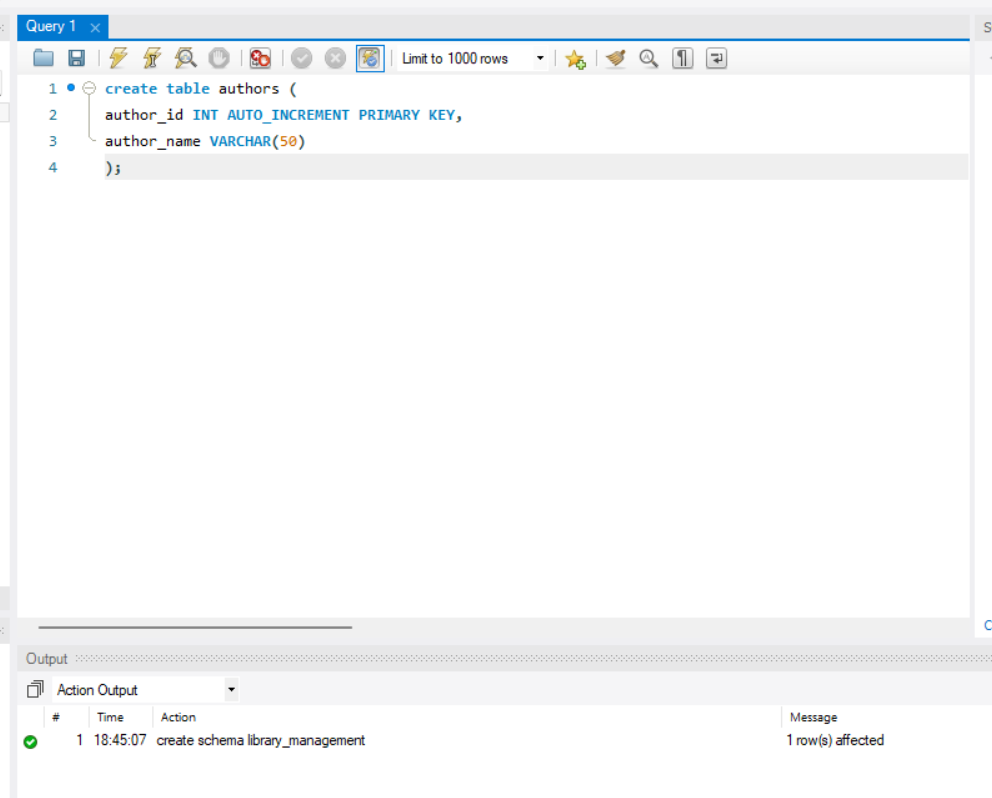 Query 1
Limit to 1000 rows
1 create table authors (
2 author_id INT AUTO_INCREMENT PRIMARY KEY,
3 author_name VARCHAR(50)
4 );
Output
Action Output
# Time Action Message
1 18:45:07 create schema library_management 1 row(s) affected